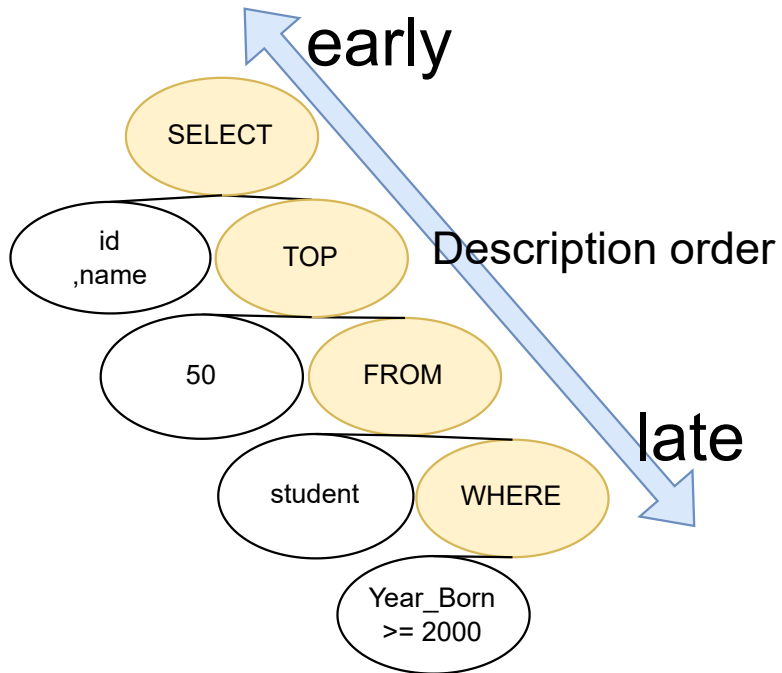 early
SELECT
id
,name
TOP
Description order
50
FROM
late
student
WHERE
Year_Born
>= 2000